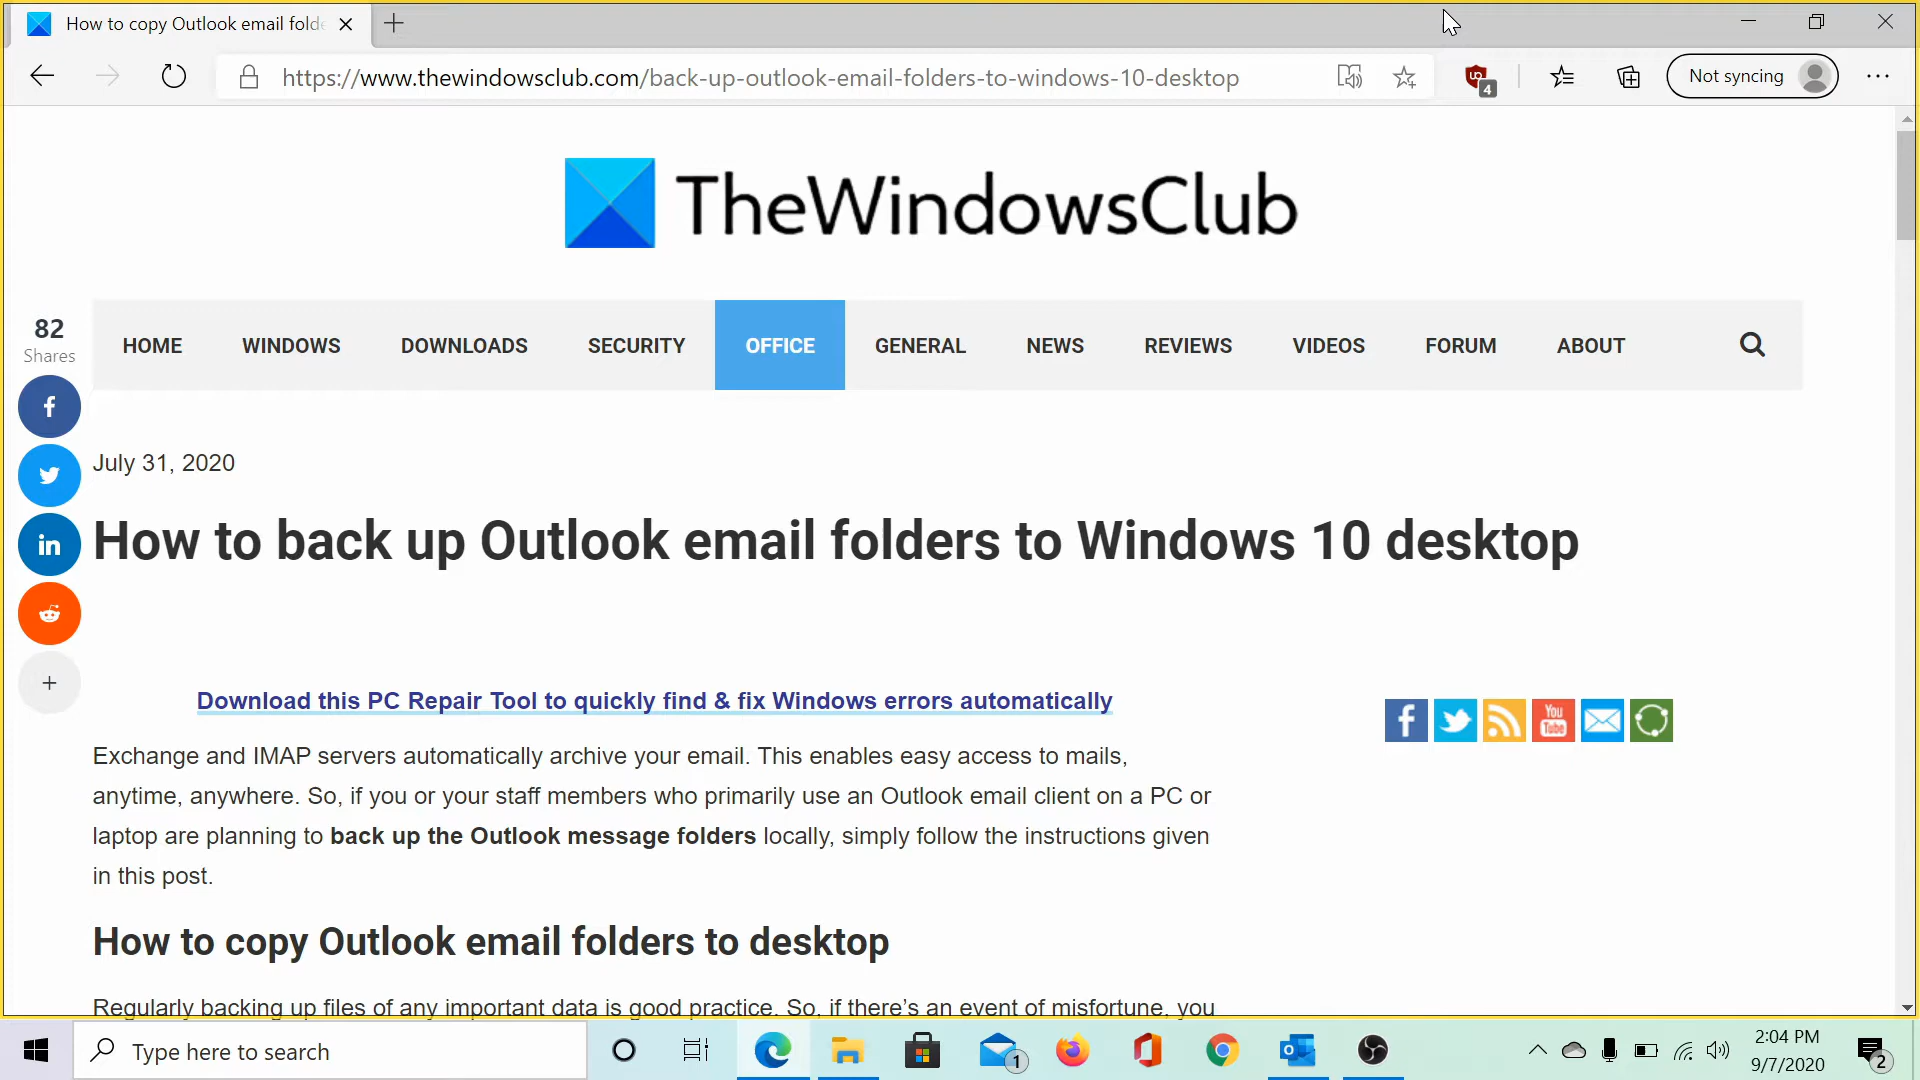 How to copy Outlook email folde
https://www.thewindowsclub.com/back-up-outlook-email-folders-to-windows-10-desktop
4
Not syncing
TheWindowsClub
82
Shares
HOME WINDOWS DOWNLOADS SECURITY OFFICE GENERAL NEWS REVIEWS VIDEOS FORUM ABOUT
July 31, 2020
How to back up Outlook email folders to Windows 10 desktop
Download this PC Repair Tool to quickly find & fix Windows errors automatically
You
Tube
Exchange and IMAP servers automatically archive your email. This enables easy access to mails,
anytime, anywhere. So, if you or your staff members who primarily use an Outlook email client on a PC or
laptop are planning to back up the Outlook message folders locally, simply follow the instructions given
in this post.
How to copy Outlook email folders to desktop
Regularly backing up files of any important data is good practice. So, if there's an event of misfortune, you
Type here to search
1
2:04 PM
9/7/2020
2